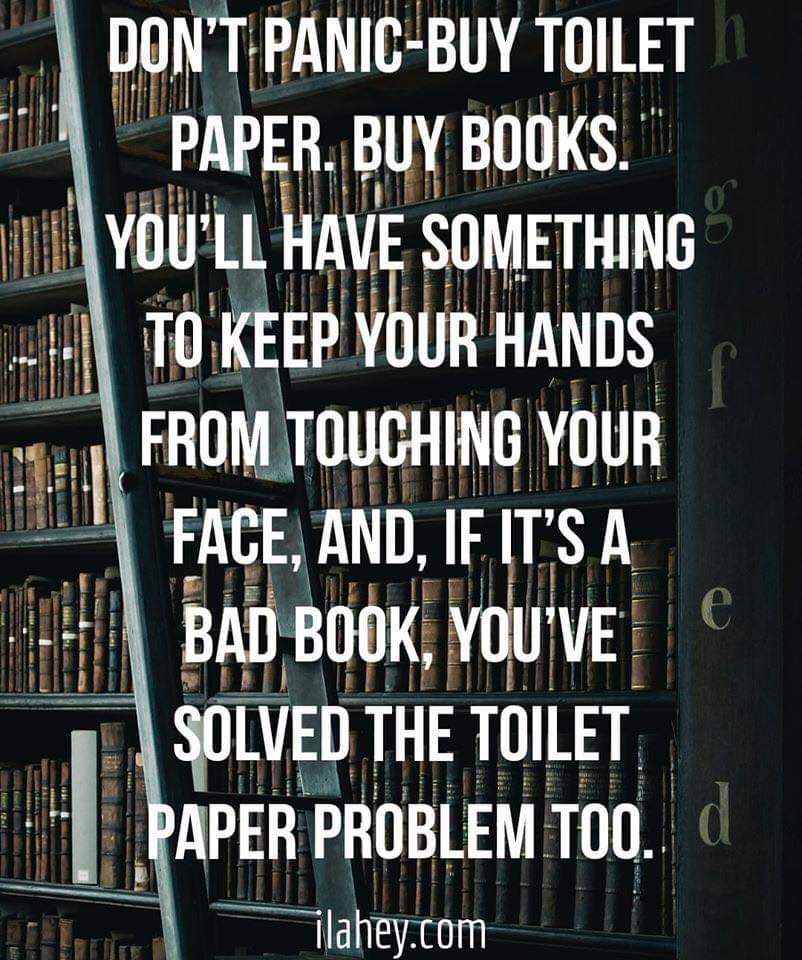 DON'T PANIC-BUY TOILET
PAPER. BUY BOOKS.
YOU'LL HAVE SOMETHING
TO KEEP YOUR HANDS
FROM TOUCHING YOUR
FACE, AND, IF IT'S A
BAD BOOK, YOU'VE
SOLVED THE TOILET
PAPER PROBLEM TOO.
ilahey.com
h
g
f
e
d